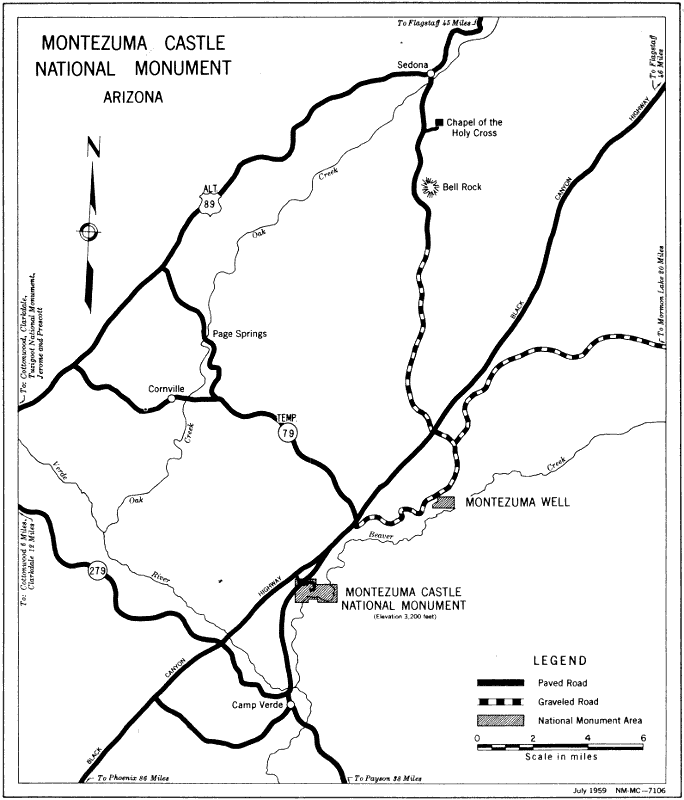 MONTEZUMA CASTLE
NATIONAL MONUMENT
ARIZONA
To Flagstaff 45 Miles
To Flagstaff
46 Miles
Sedona
HIGHWAY
Chapel of the
Holy Cross
N
Creek
CANYON
Bell Rock
ALT.
89
Oak
To Mormon Lake 20 Miles
To: Cottonwood, Clarkdale,
Tuzigoot National Monument,
Jerome and Prescott
BLACK
Page Springs
Cornville
TEMP.
79
Creek
Verde
Creek
Oak
MONTEZUMA WELL
To: Cottonwood 6 Miles,
Clarkdale 12 Miles
Beaver
279
River
HIGHWAY
MONTEZUMA CASTLE
NATIONAL MONUMENT
(Elevation 3,200 feet)
CANYON
LEGEND
Paved Road
Graveled Road
National Monument Area
Camp Verde
0 2 4 6
Scale in miles
BLACK
To Phoenix 86 Miles
To Payson 38 Miles
July 1959 NM-MC-7106